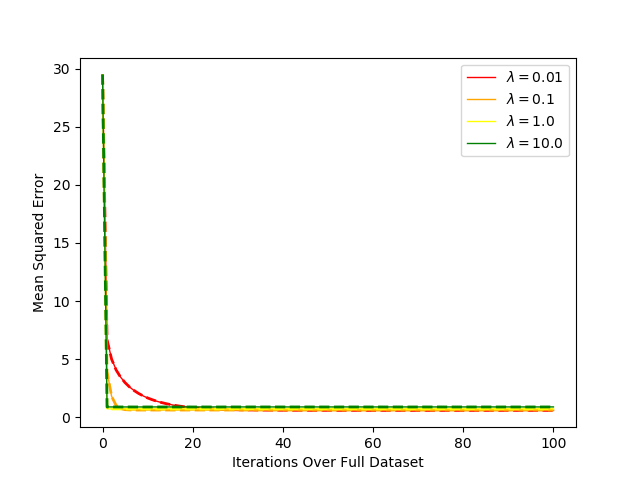 30
25
20
15
10
5
0
Mean Squared Error
λ = 0.01
λ = 0.1
λ = 1.0
λ = 10.0
0 20 40 60 80 100
Iterations Over Full Dataset